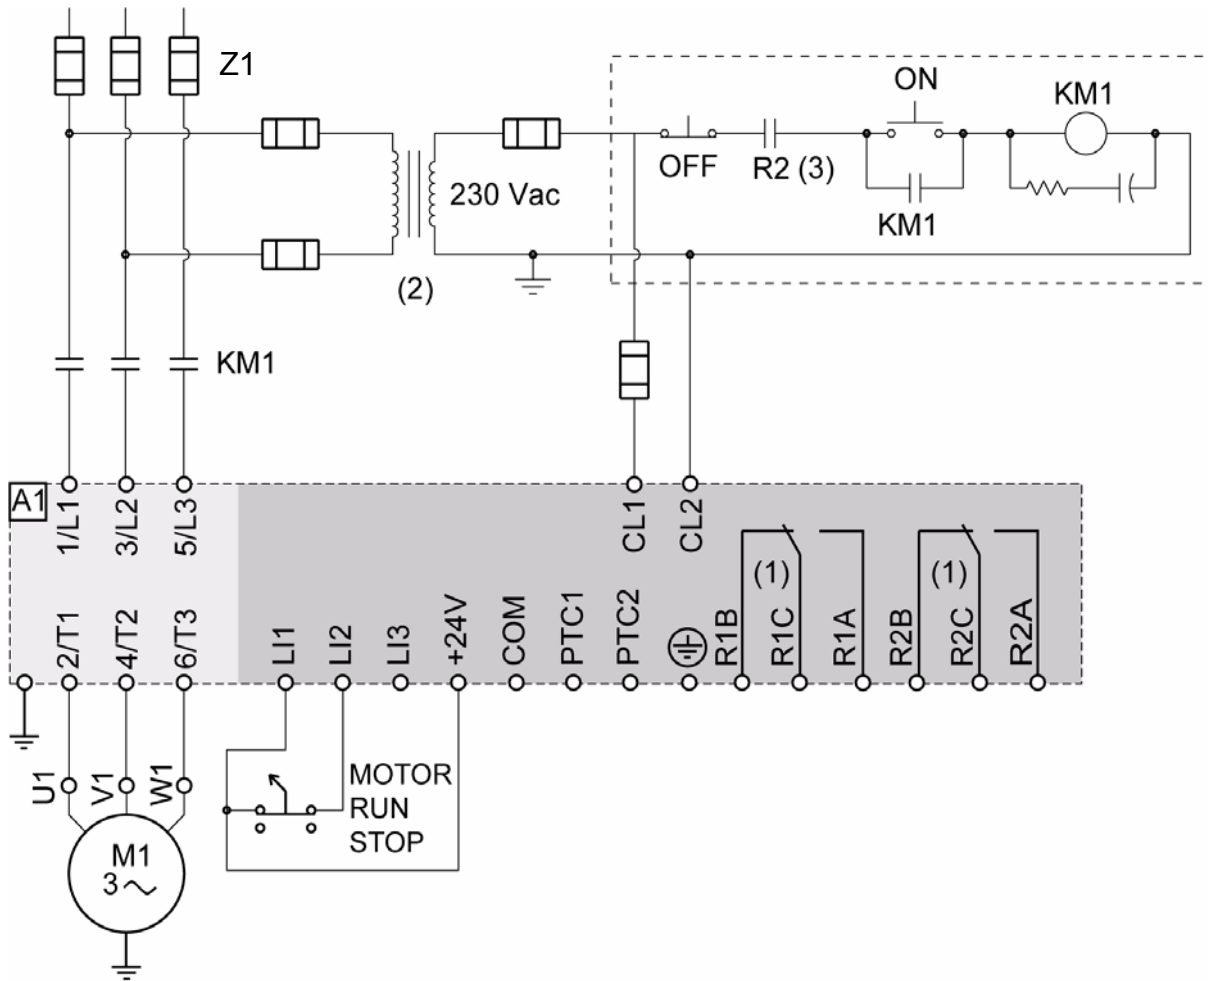 Z1
ON
KM1
OFF
R2 (3)
230 Vac
KM1
(2)
KM1
A1
1/L1
3/L2
5/L3
CL1
CL2
(1)
(1)
2/T1
4/T2
6/T3
LI1
LI2
LI3
+24V
COM
PTC1
PTC2
R1B
R1C
R1A
R2B
R2C
R2A
U1
V1
W1
MOTOR
RUN
STOP
M1
3